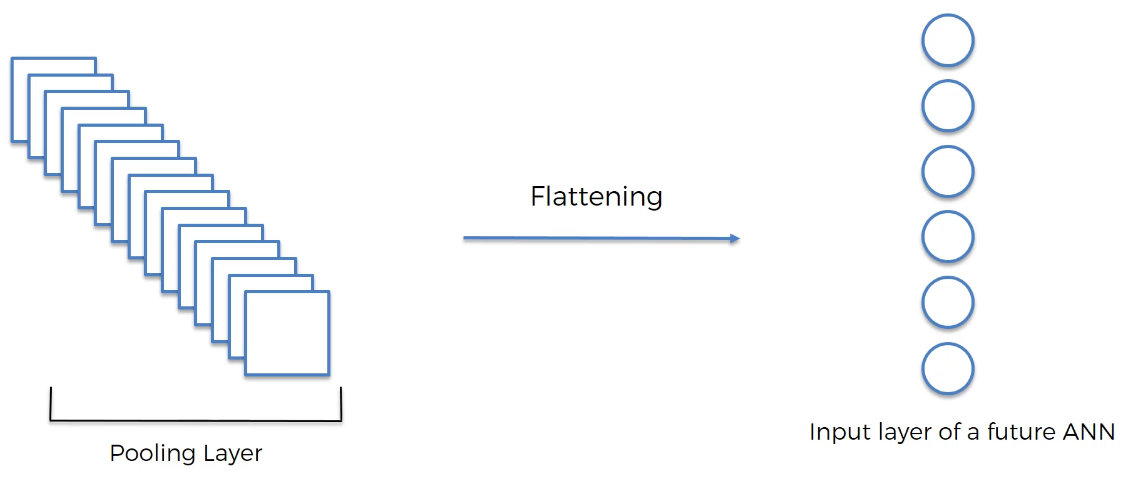 Flattening
Pooling Layer
Input layer of a future ANN